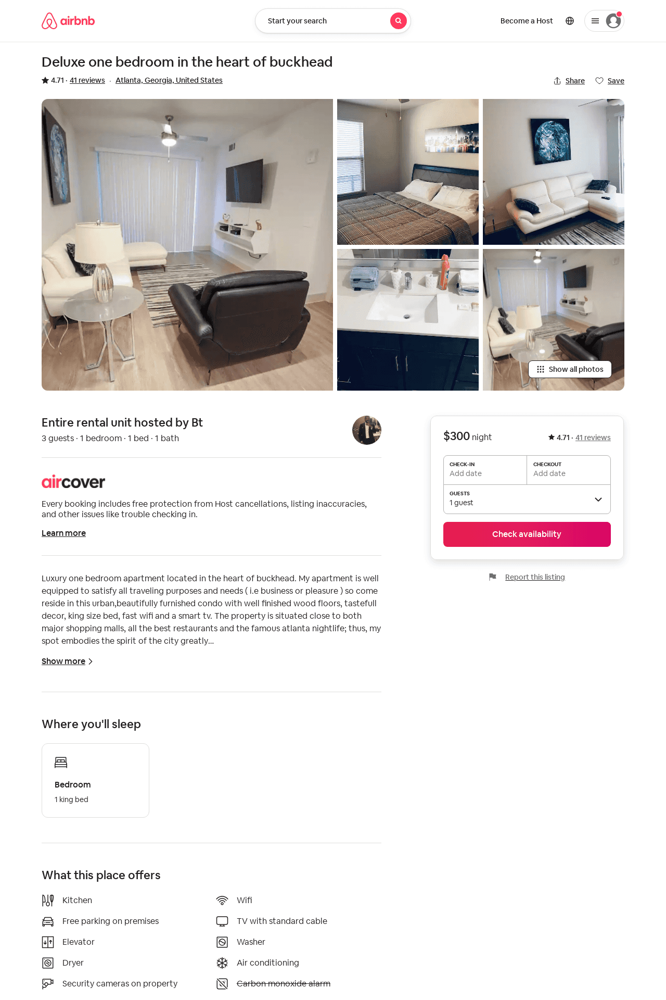 airbnb
Start your search
Become a Host
Deluxe one bedroom in the heart of buckhead
4.71 · 41 reviews · Atlanta, Georgia, United States
Share
Save
Show all photos
Entire rental unit hosted by Bt
3 guests · 1 bedroom · 1 bed · 1 bath
$300 night
4.71 · 41 reviews
CHECK-IN
Add date
CHECKOUT
Add date
GUESTS
1 guest
Check availability
Report this listing
aircover
Every booking includes free protection from Host cancellations, listing inaccuracies,
and other issues like trouble checking in.
Learn more
Luxury one bedroom apartment located in the heart of buckhead. My apartment is well
equipped to satisfy all traveling purposes and needs ( i.e business or pleasure ) so come
reside in this urban,beautifully furnished condo with well finished wood floors, tastefull
decor, king size bed, fast wifi and a smart tv. The property is situated close to both
major shopping malls, all the best restaurants and the famous atlanta nightlife; thus, my
spot embodies the spirit of the city greatly...
Show more
Where you'll sleep
Bedroom
1 king bed
What this place offers
Kitchen
Wifi
Free parking on premises
TV with standard cable
Elevator
Washer
Dryer
Air conditioning
Security cameras on property
Carbon monoxide alarm